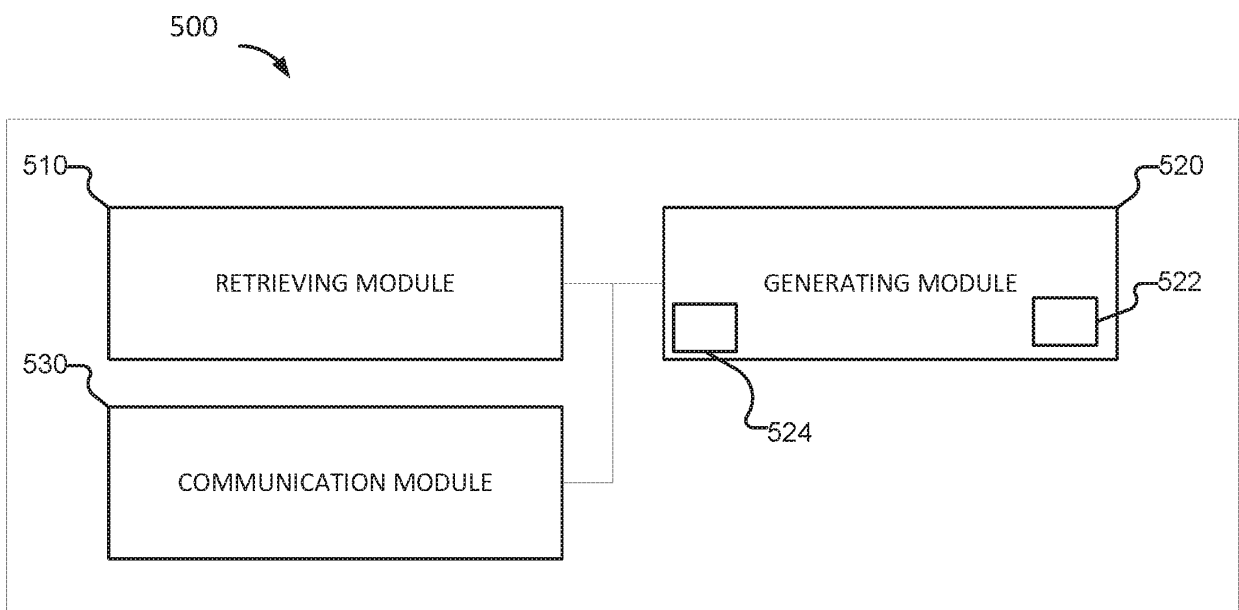 500
510
520
RETRIEVING MODULE
GENERATING MODULE
522
530
524
COMMUNICATION MODULE